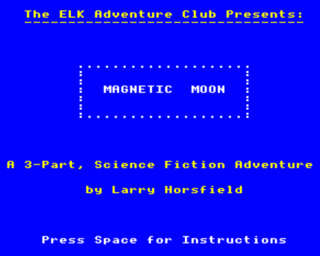 The ELK Adventure Club Presents:
MAGNETIC MOON
A 3-Part, Science Fiction Adventure
by Larry Horsfield
Press Space for Instructions